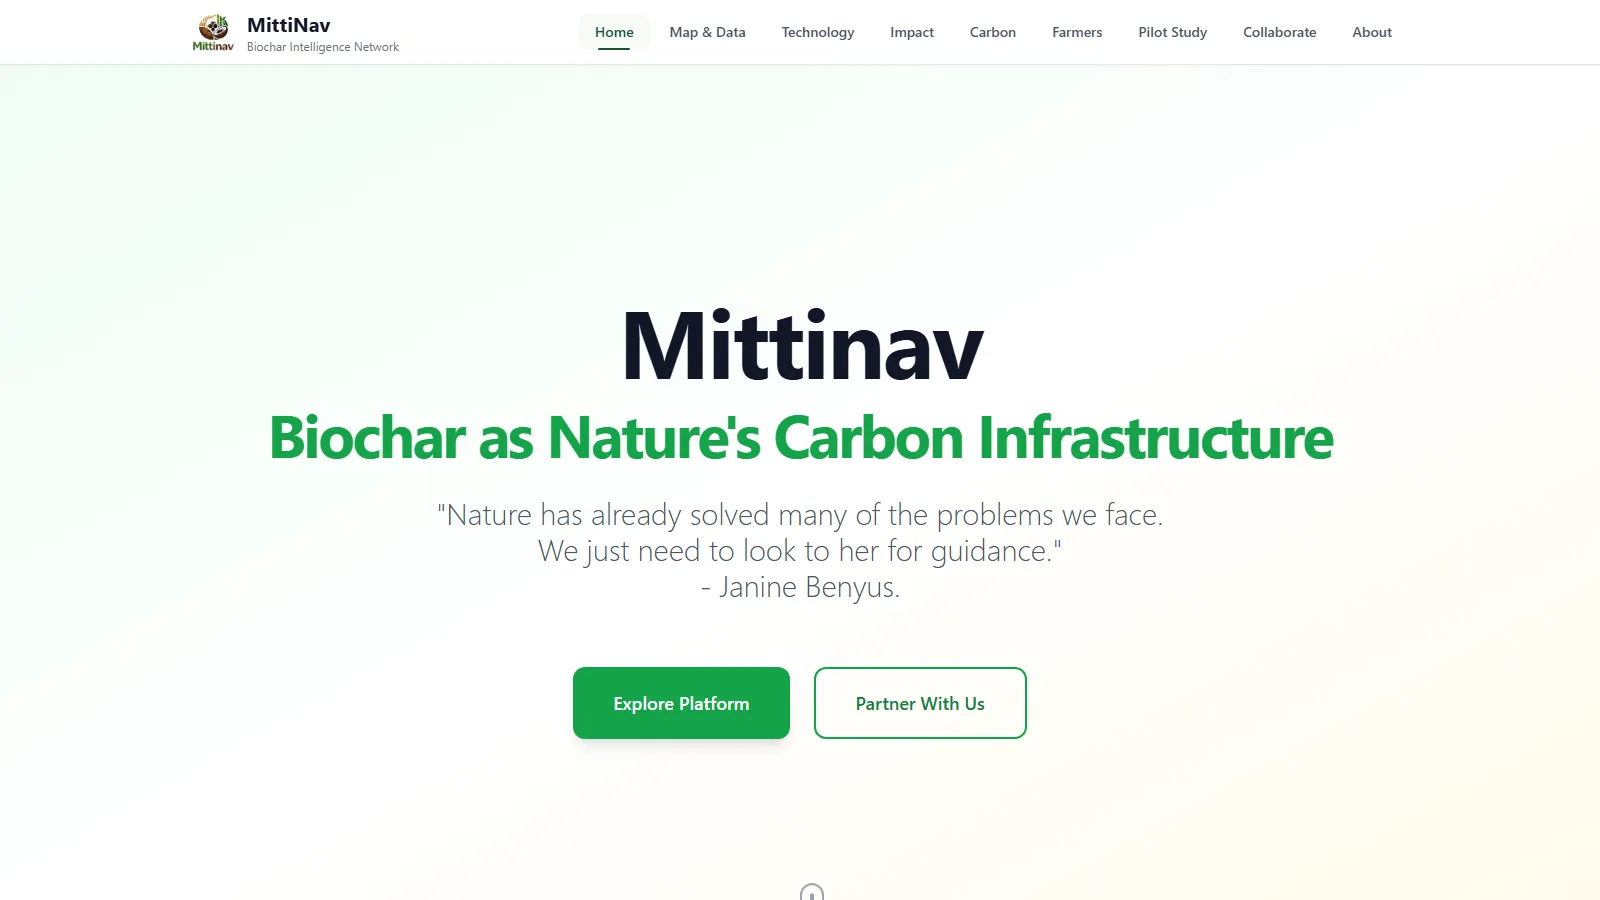 Mittinav
MittiNav
Biochar Intelligence Network
Home
Map & Data
Technology
Impact
Carbon
Farmers
Pilot Study
Collaborate
About
Mittinav
Biochar as Nature's Carbon Infrastructure
"Nature has already solved many of the problems we face.
We just need to look to her for guidance."
- Janine Benyus.
Explore Platform
Partner With Us